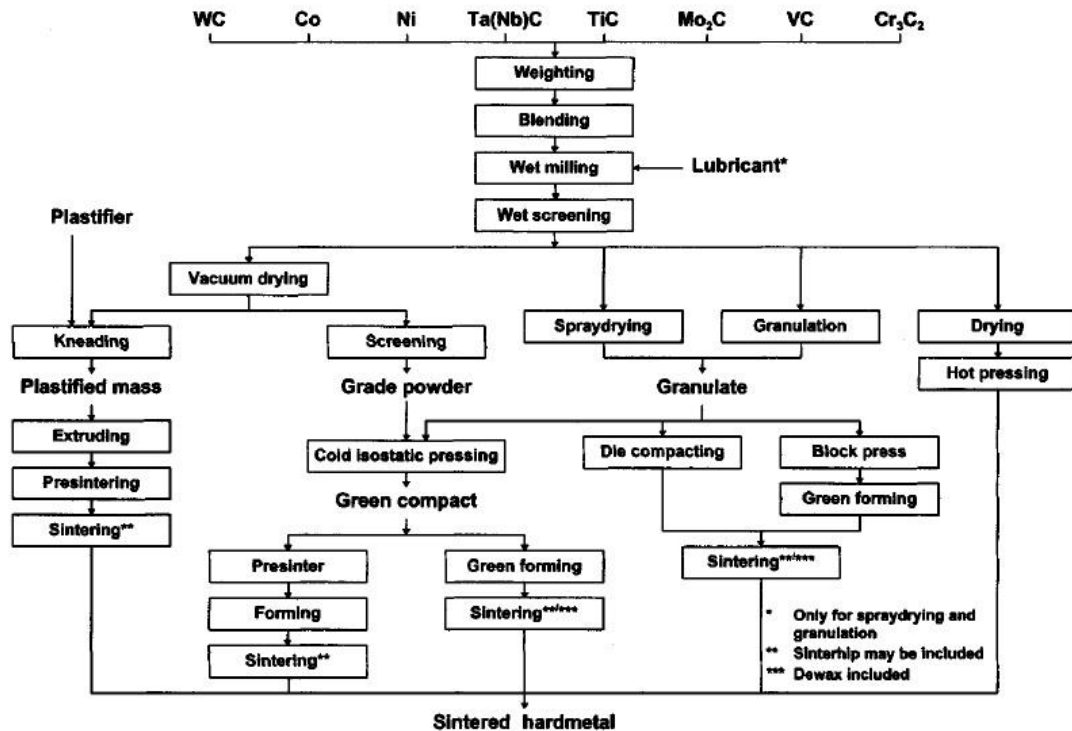 WC Co Ni Ta(Nb)C TiC Mo₂C VC Cr₃C₂
Weighting
Blending
Wet milling
Lubricant*
Wet screening
Plastifier
Vacuum drying
Kneading
Screening
Spraydrying
Granulation
Drying
Plastified mass
Grade powder
Granulate
Hot pressing
Extruding
Cold isostatic pressing
Die compacting
Block press
Presintering
Green compact
Green forming
Sintering**
Presinter
Green forming
Sintering**/***
Forming
Sintering**/***
Sintering**
* Only for spraydrying and
granulation
** Sinterhip may be included
*** Dewax included
Sintered hardmetal